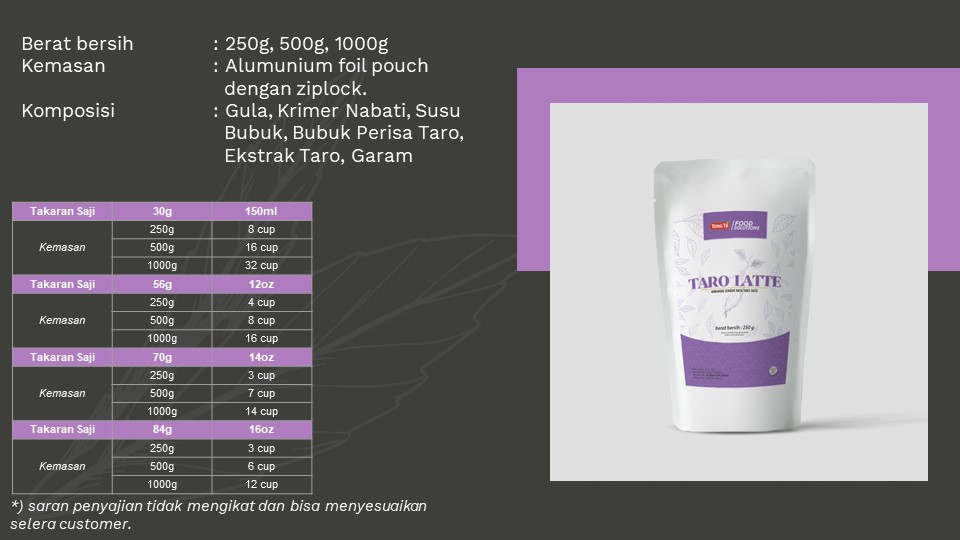 Berat bersih : 250g, 500g, 1000g
Kemasan : Alumunium foil pouch
dengan ziplock.
Komposisi : Gula, Krimer Nabati, Susu
Bubuk, Bubuk Perisa Taro,
Ekstrak Taro, Garam
Takaran Saji 30g 150ml
Kemasan
250g 8 cup
500g 16 cup
1000g 32 cup
Takaran Saji 56g 12oz
Kemasan
250g 4 cup
500g 8 cup
1000g 16 cup
Takaran Saji 70g 14oz
Kemasan
250g 3 cup
500g 7 cup
1000g 14 cup
Takaran Saji 84g 16oz
Kemasan
250g 3 cup
500g 6 cup
1000g 12 cup
*) saran penyajian tidak mengikat dan bisa menyesuaikan
selera customer.
TONG TJI FOOD
SOLUTIONS
TARO LATTE
Berat bersih : 250 g